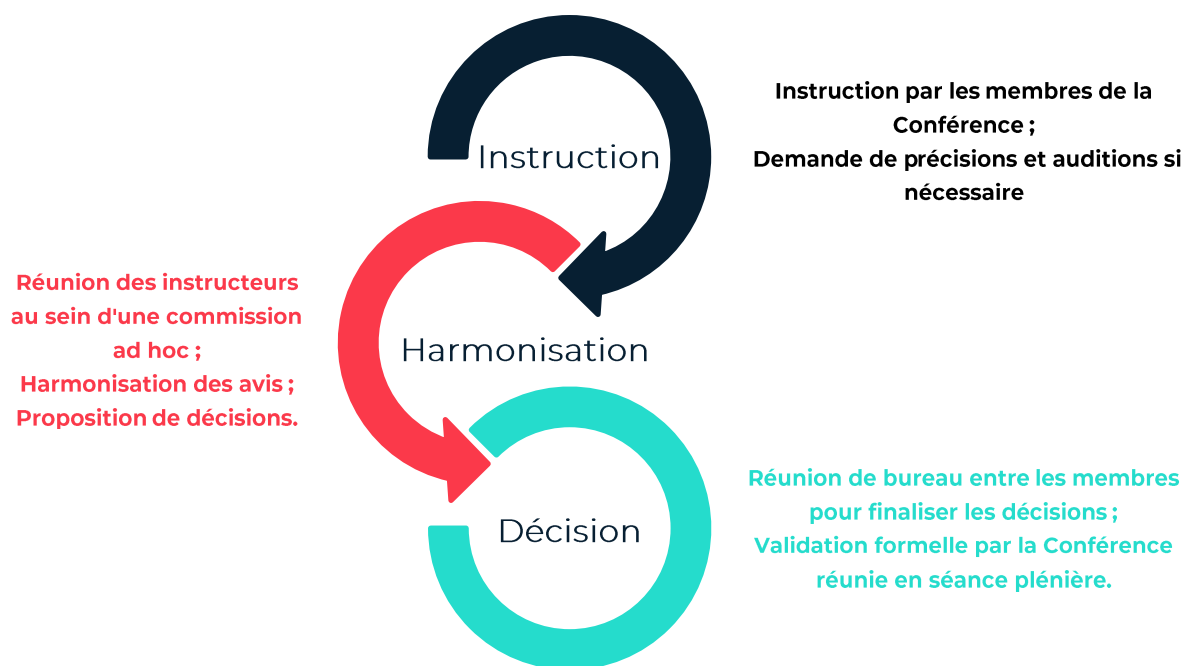 Instruction
Instruction par les membres de la
Conférence ;
Demande de précisions et auditions si
nécessaire
Réunion des instructeurs
au sein d'une commission
ad hoc ;
Harmonisation des avis ;
Proposition de décisions.
Harmonisation
Décision
Réunion de bureau entre les membres
pour finaliser les décisions ;
Validation formelle par la Conférence
réunie en séance plénière.